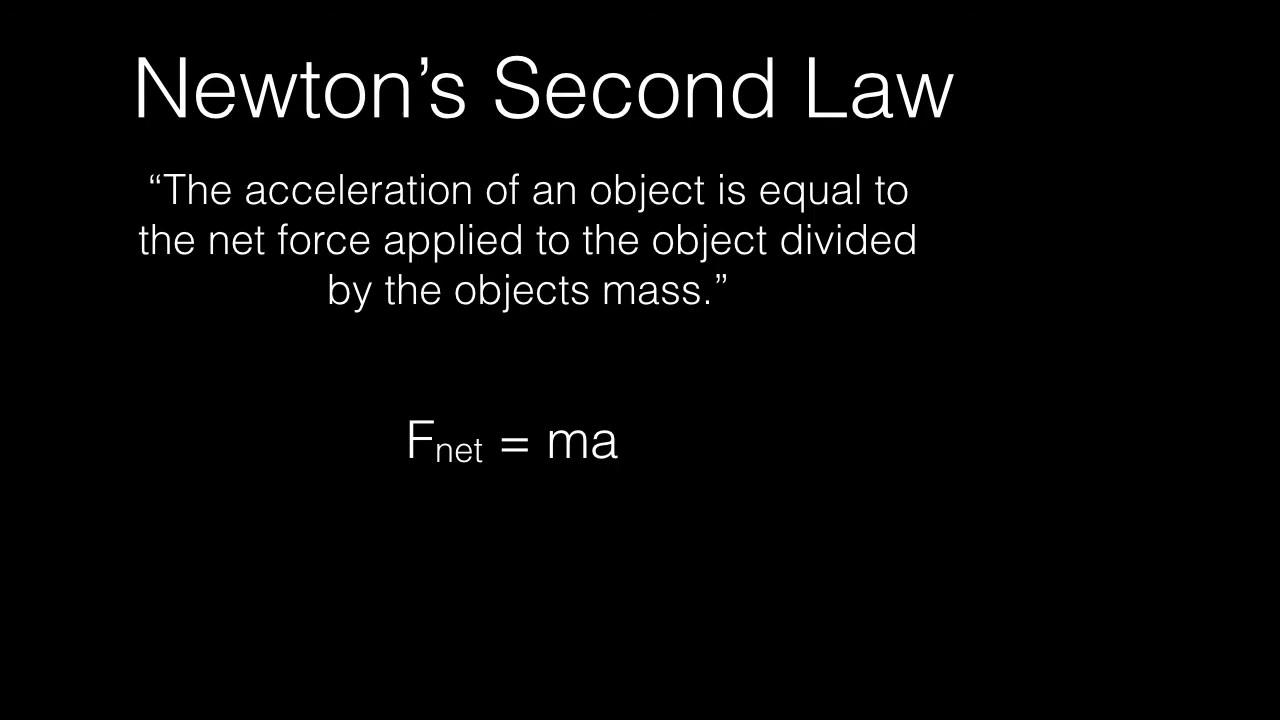 Newton’s Second Law
“The acceleration of an object is equal to
the net force applied to the object divided
by the objects mass.”
Fnet = ma